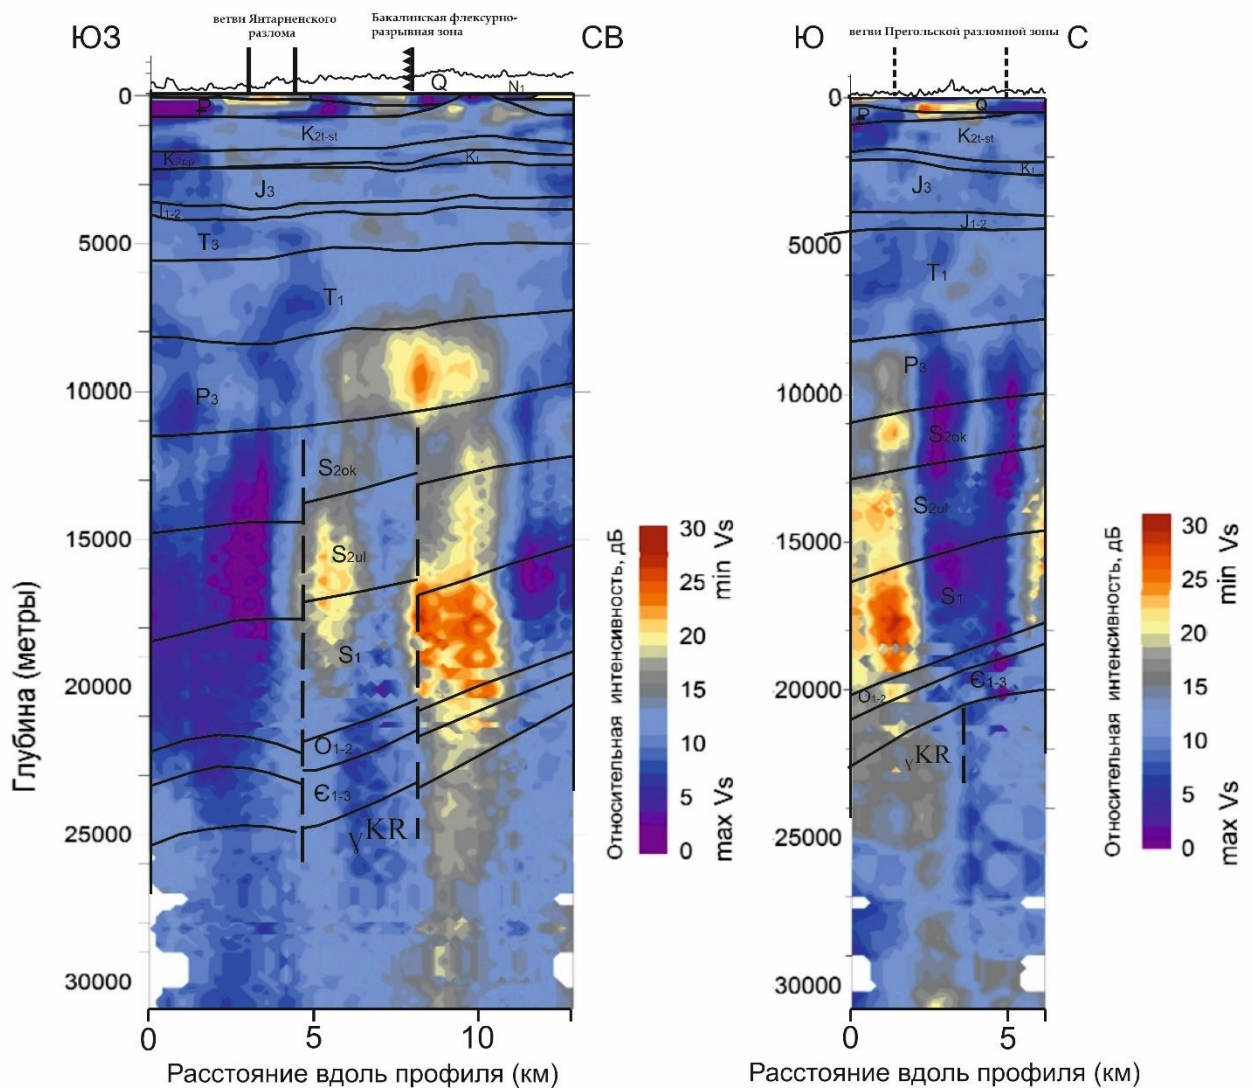 ветви Янтарненского
разлома
Бакалинская флексурно-
разрывная зона
ЮЗ
СВ
Q
N1
0
P
K2t-st
K2
K1
J3
J1-2
5000
T3
T1
10000
P3
S2ok
15000
S2ul
S1
20000
O1-2
Є1-3
γKR
25000
30000
Глубина (метры)
0
5
10
Расстояние вдоль профиля (км)
Относительная интенсивность, дБ
30
25
20
15
10
5
0
min Vs
max Vs
Ю
ветви Прегольской разломной зоны
С
0
P
Q
K2t-st
K1
J3
J1-2
5000
T1
P3
10000
S2ok
S2ul
15000
S1
20000
O1-2
Є1-3
γKR
25000
30000
0
5
Расстояние вдоль профиля (км)
Относительная интенсивность, дБ
30
25
20
15
10
5
0
min Vs
max Vs